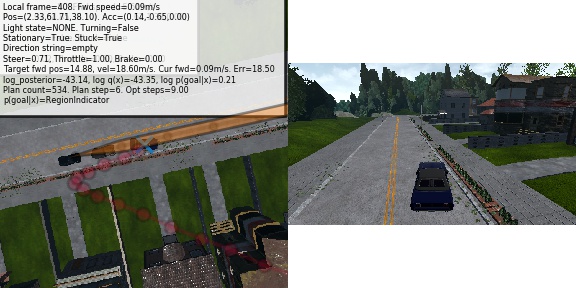 Local frame=408. Fwd speed=0.09m/s
Pos=(2.33,61.71,38.10). Acc=(0.14,-0.65,0.00)
Light state=NONE. Turning=False
Stationary=True. Stuck=True
Direction string=empty
Steer=0.71, Throttle=1.00, Brake=0.00
Target fwd pos=14.88, vel=18.60m/s. Cur fwd=0.09m/s. Err=18.50
log_posterior=-43.14, log q(x)=-43.35, log p(goal|x)=0.21
Plan count=534. Plan step=6. Opt steps=9.00
p(goal|x)=RegionIndicator